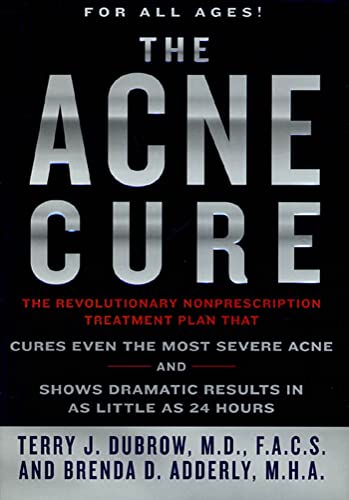 FOR ALL AGES!
THE
ACNE
CURE
THE REVOLUTIONARY NONPRESCRIPTION
TREATMENT PLAN THAT
CURES EVEN THE MOST SEVERE ACNE
— AND —
SHOWS DRAMATIC RESULTS IN
AS LITTLE AS 24 HOURS
TERRY J. DUBROW, M.D., F.A.C.S.
AND BRENDA D. ADDERLY, M.H.A.